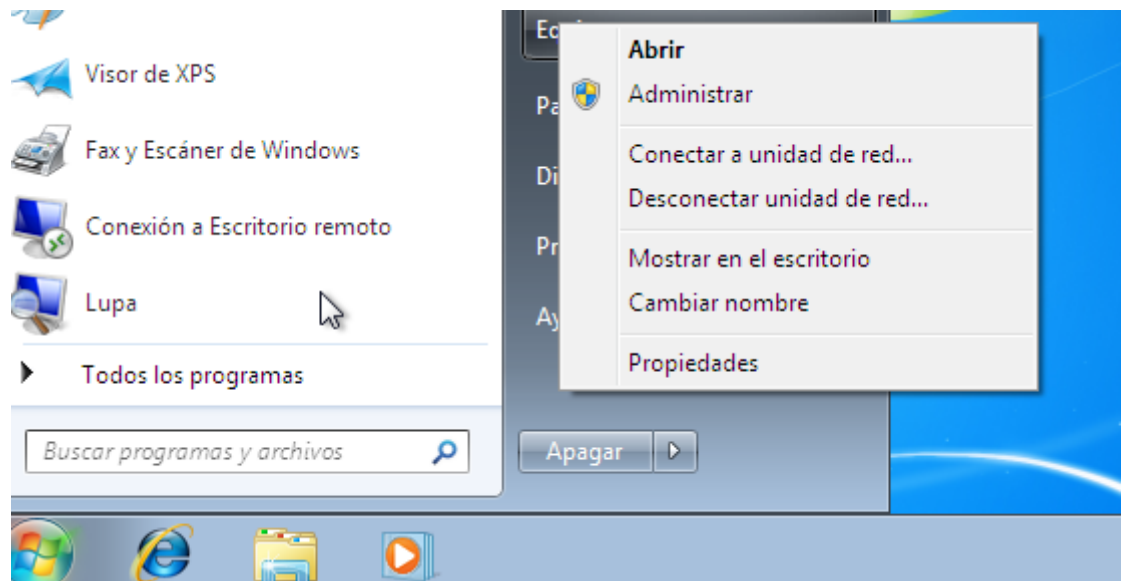 Visor de XPS
Fax y Escáner de Windows
Conexión a Escritorio remoto
Lupa
Todos los programas
Buscar programas y archivos
Abrir
Administrar
Conectar a unidad de red...
Desconectar unidad de red...
Mostrar en el escritorio
Cambiar nombre
Propiedades
Apagar